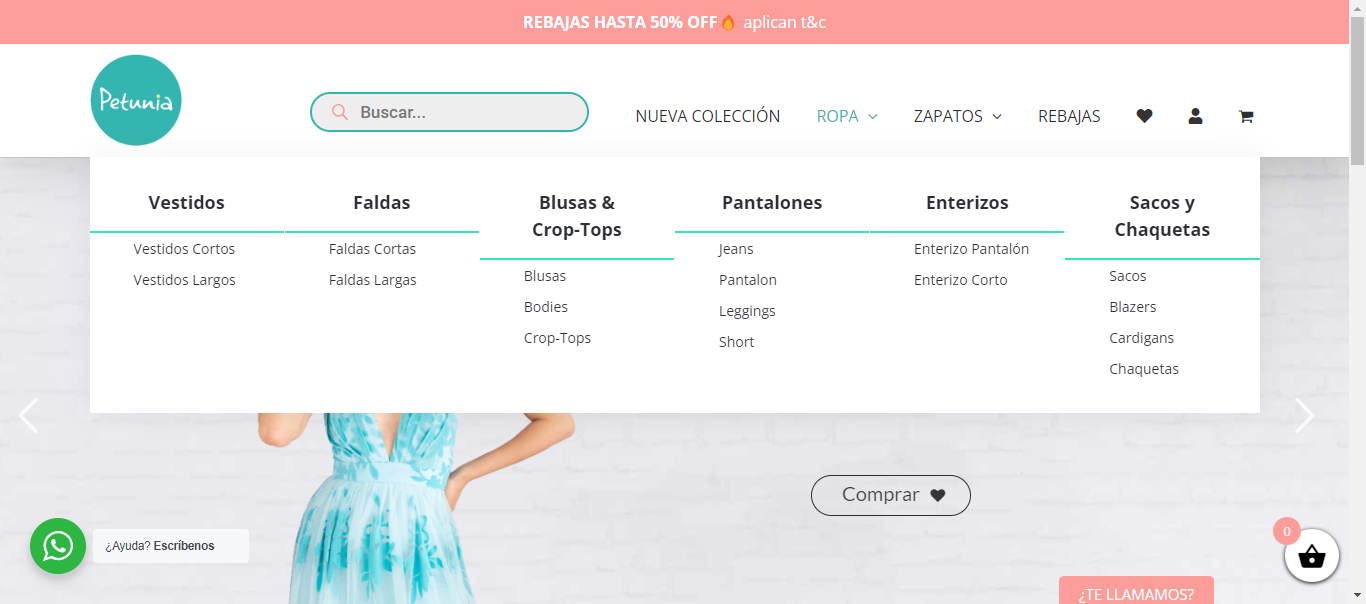 REBAJAS HASTA 50% OFF🔥 aplican t&c
Petunia
Buscar...
NUEVA COLECCIÓN
ROPA
ZAPATOS
REBAJAS
Vestidos
Vestidos Cortos
Vestidos Largos
Faldas
Faldas Cortas
Faldas Largas
Blusas &
Crop-Tops
Blusas
Bodies
Crop-Tops
Pantalones
Jeans
Pantalon
Leggings
Short
Enterizos
Enterizo Pantalón
Enterizo Corto
Sacos y
Chaquetas
Sacos
Blazers
Cardigans
Chaquetas
Comprar
¿Ayuda? Escríbenos
0
¿TE LLAMAMOS?